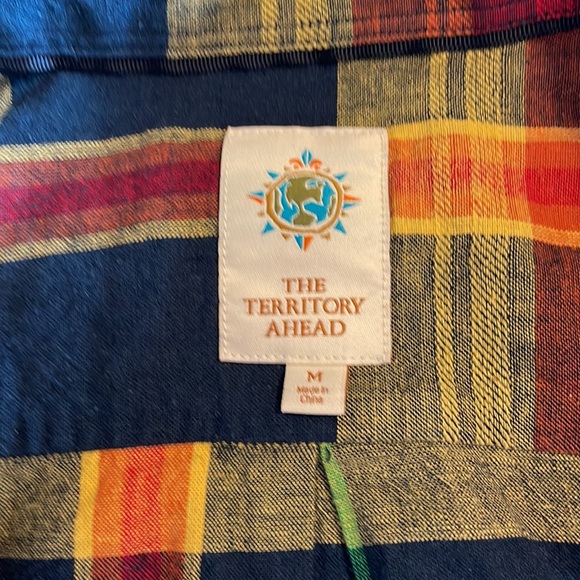 THE
TERRITORY
AHEAD
M
Made in
China